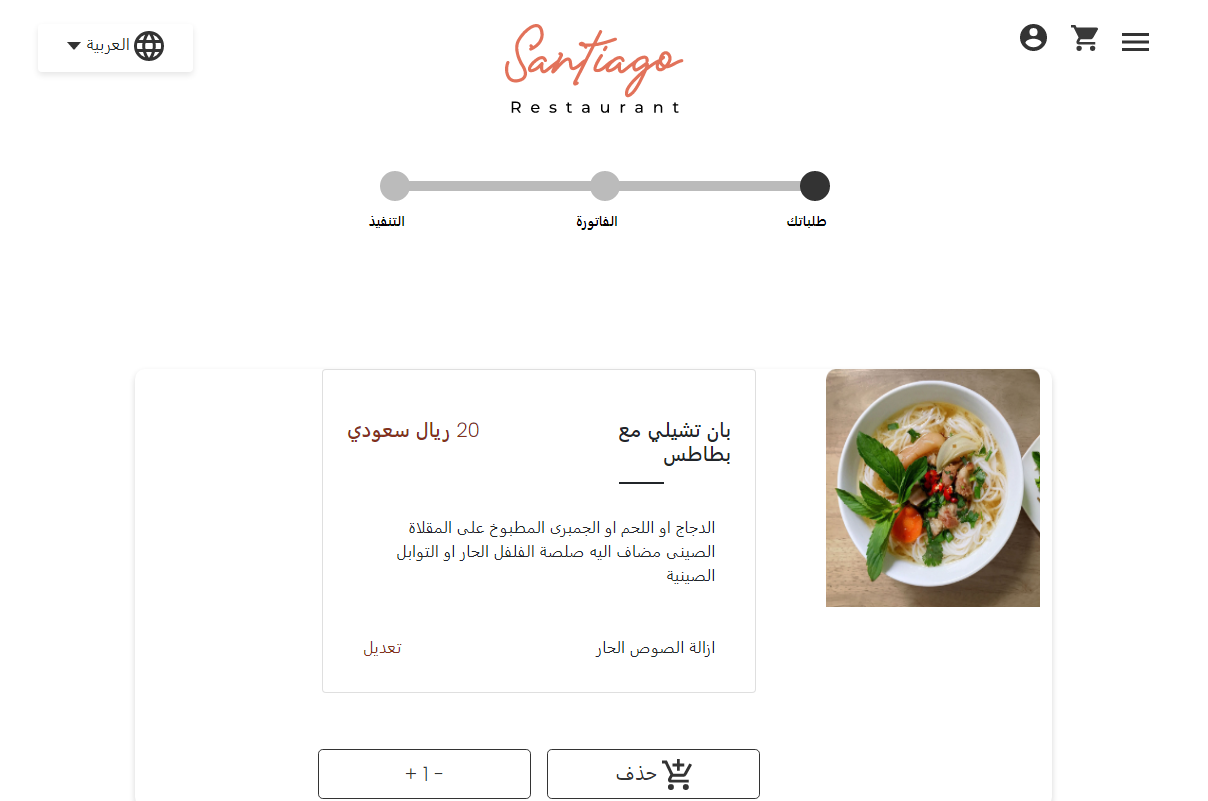 العربية
Santiago
Restaurant
طلباتك
الفاتورة
التنفيذ
بان تشيلي مع
بطاطس
20 ريال سعودي
الدجاج او اللحم او الجمبرى المطبوخ على المقلاة
الصينى مضاف اليه صلصة الفلفل الحار او التوابل
الصينية
ازالة الصوص الحار
تعديل
حذف
- 1 +